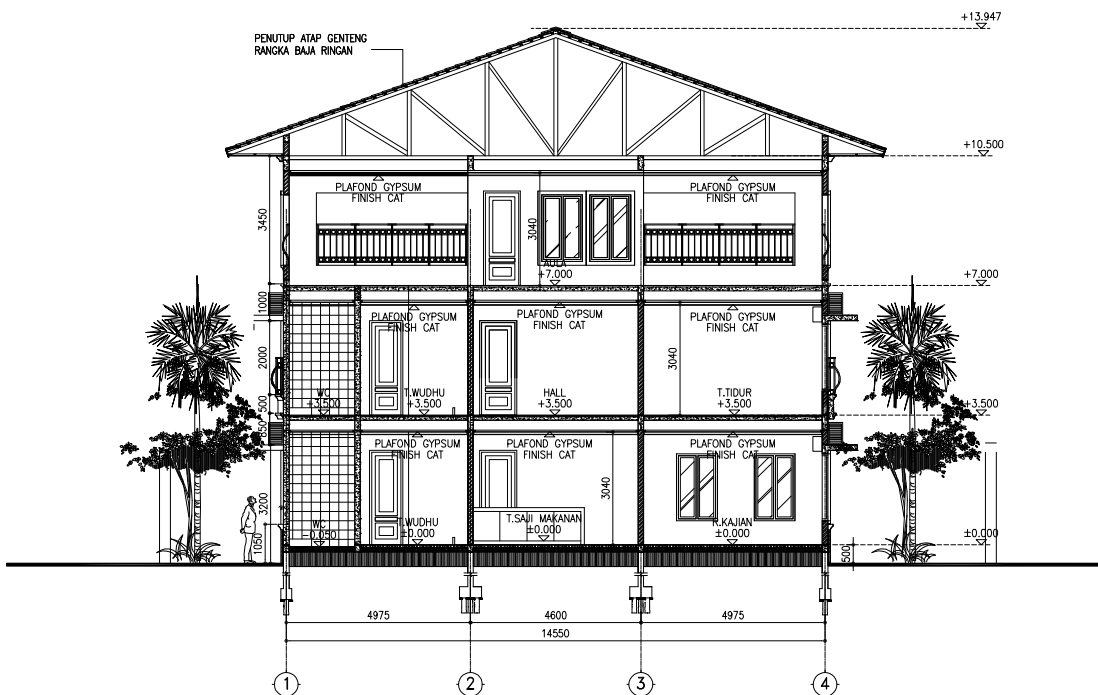 +13.947
PENUTUP ATAP GENTENG
RANGKA BAJA RINGAN
+10.500
PLAFOND GYPSUM
FINISH CAT
PLAFOND GYPSUM
FINISH CAT
3450
3040
AULA
+7.000
+7.000
1000
PLAFOND GYPSUM
FINISH CAT
PLAFOND GYPSUM
FINISH CAT
PLAFOND GYPSUM
FINISH CAT
2000
3040
WC
+3.500
T.WUDHU
+3.500
HALL
+3.500
T.TIDUR
+3.500
+3.500
500
850
PLAFOND GYPSUM
FINISH CAT
PLAFOND GYPSUM
FINISH CAT
PLAFOND GYPSUM
FINISH CAT
3200
3040
WC
-0.050
T.WUDHU
±0.000
T.SAJI MAKANAN
±0.000
R.KAJIAN
±0.000
±0.000
1050
500
4975
4600
4975
14550
1
2
3
4